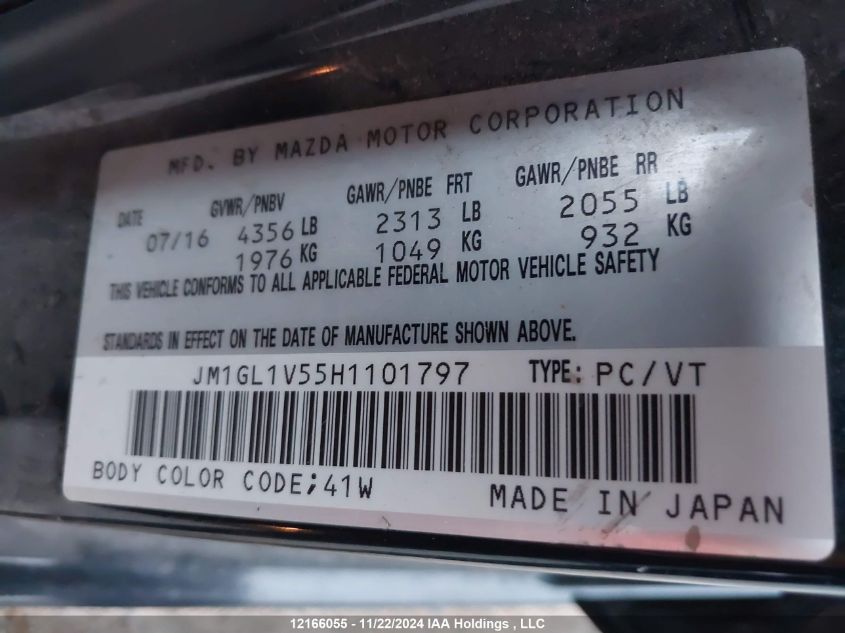 MFD. BY MAZDA MOTOR CORPORATION
DATE GVWR/PNBV GAWR/PNBE FRT GAWR/PNBE RR
07/16 4356 LB 2313 LB 2055 LB
1976 KG 1049 KG 932 KG
THIS VEHICLE CONFORMS TO ALL APPLICABLE FEDERAL MOTOR VEHICLE SAFETY
STANDARDS IN EFFECT ON THE DATE OF MANUFACTURE SHOWN ABOVE.
JM1GL1V55H1101797 TYPE: PC/VT
BODY COLOR CODE;41W MADE IN JAPAN
12166055 - 11/22/2024 IAA Holdings , LLC